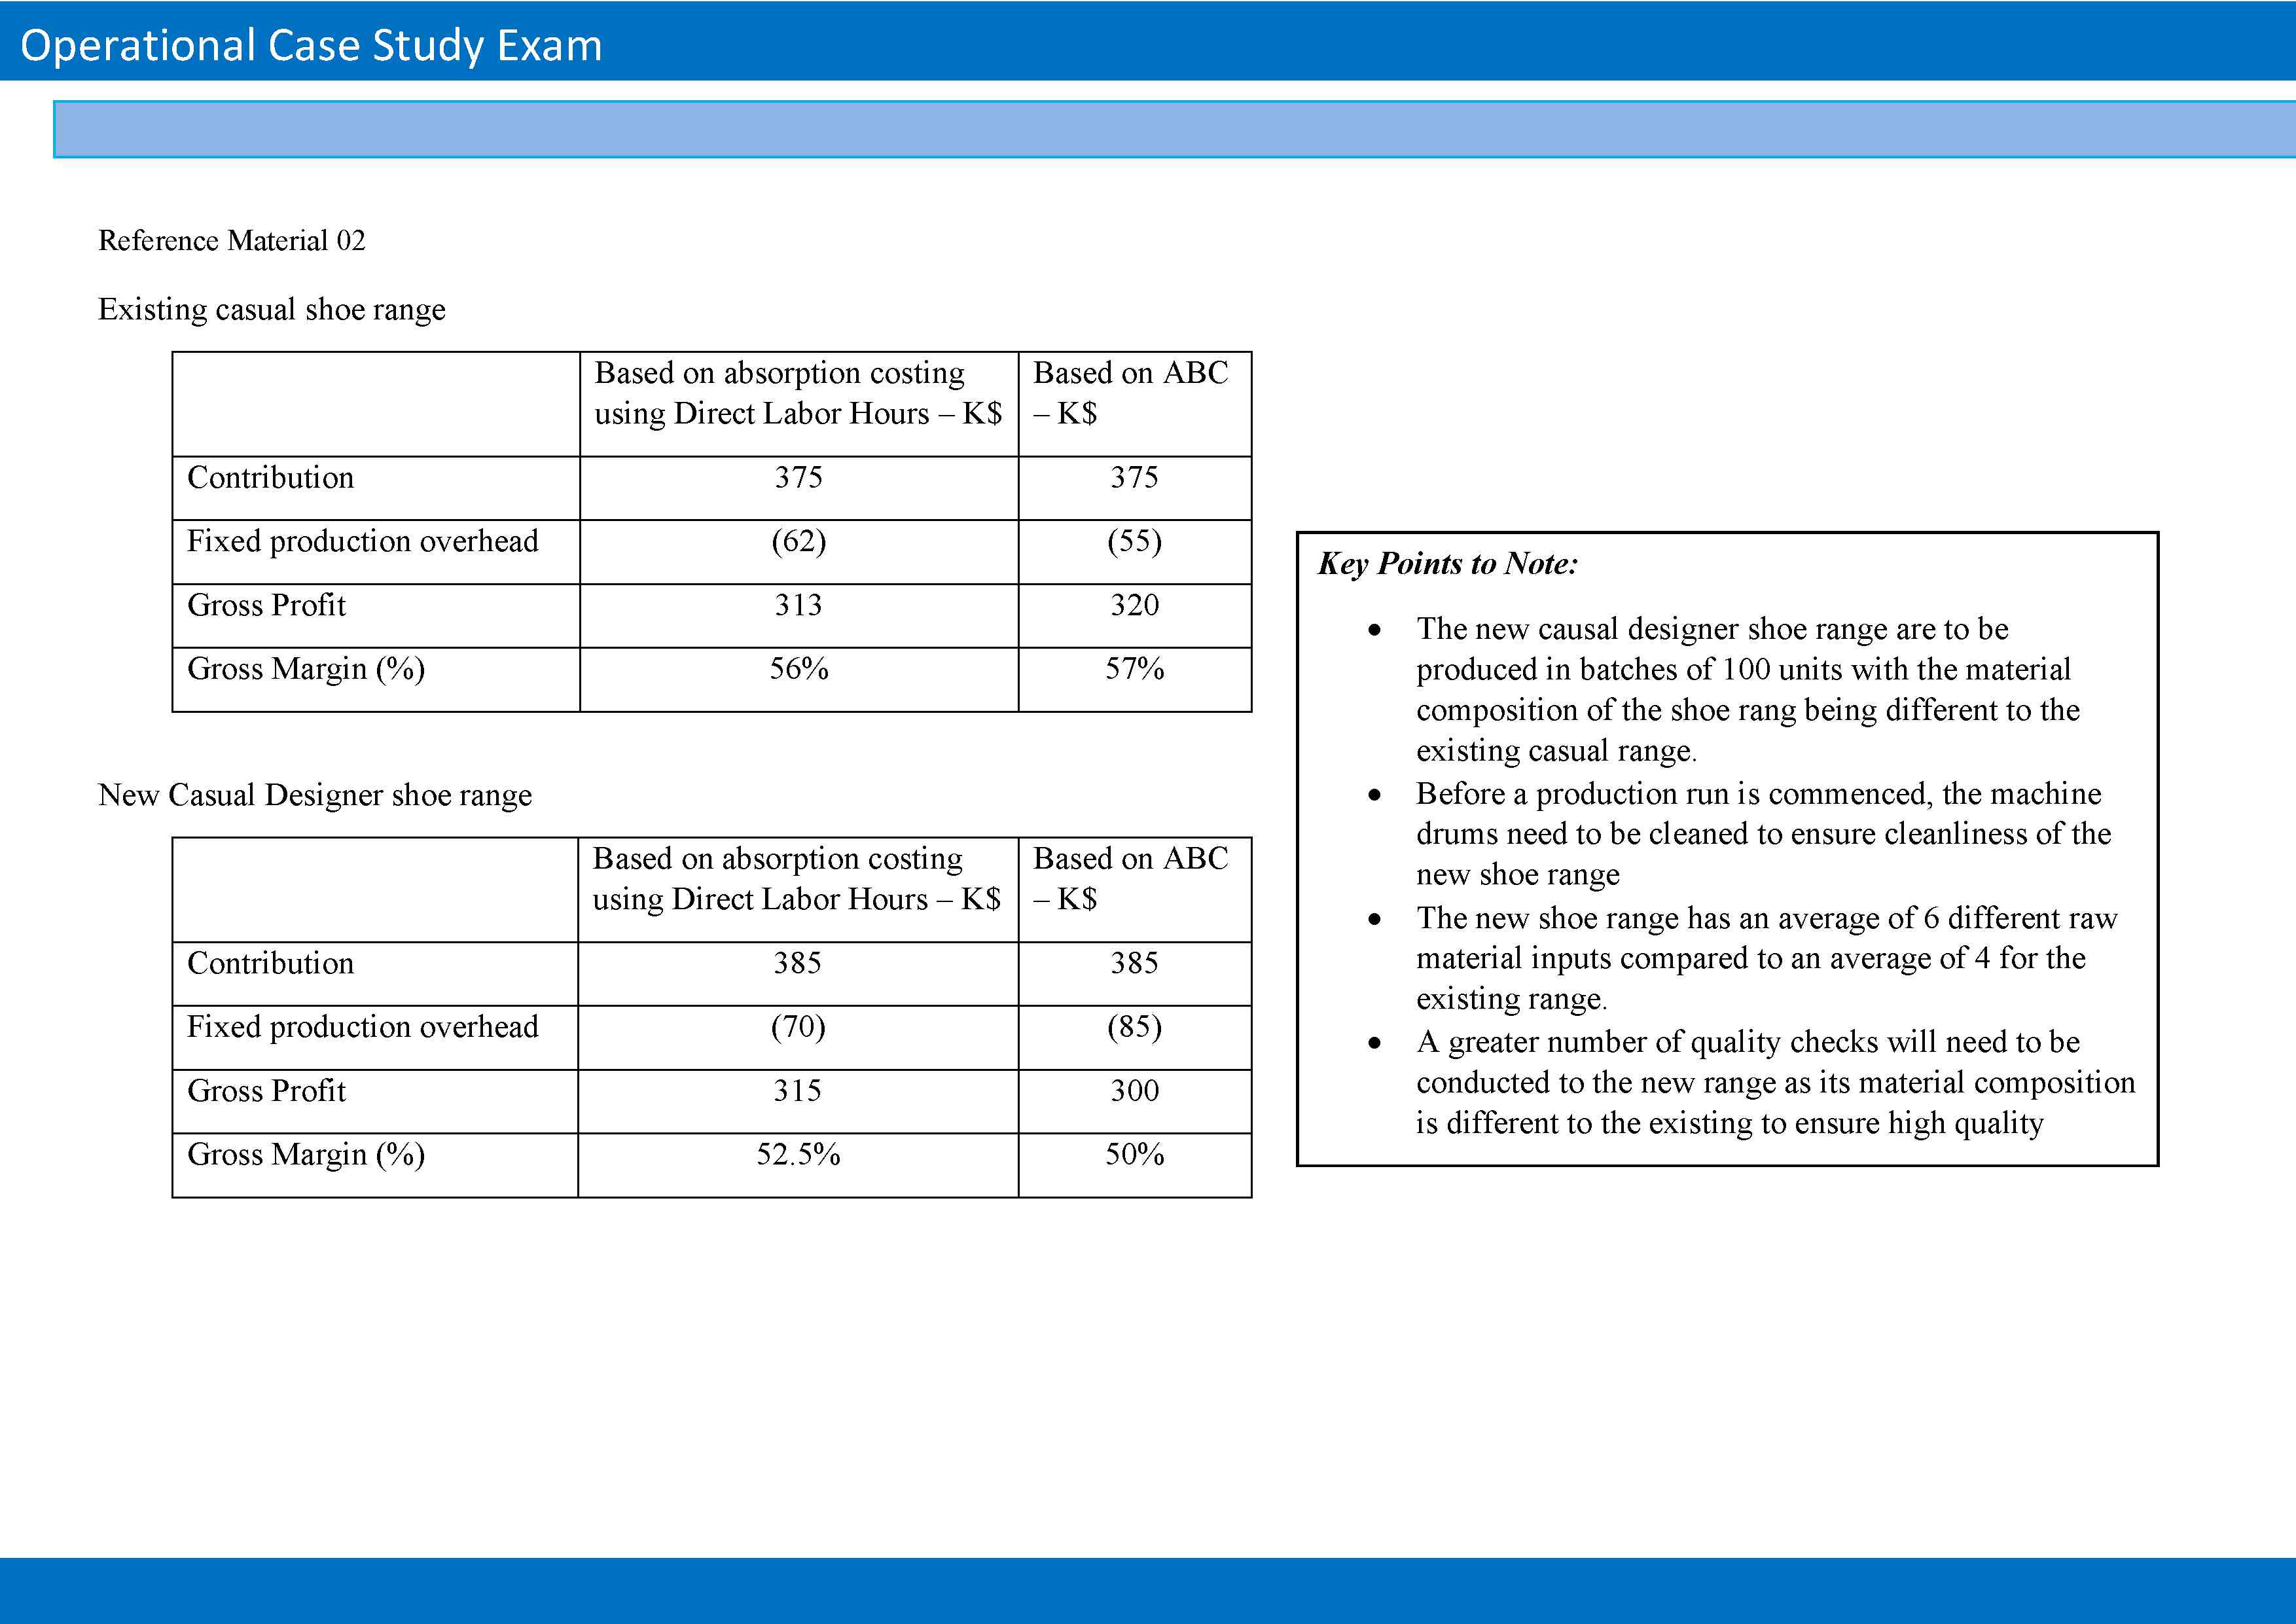 Operational Case Study Exam
Reference Material 02
Existing casual shoe range
Based on absorption costing
using Direct Labor Hours – K$
Based on ABC
– K$
Contribution 375 375
Fixed production overhead (62) (55)
Gross Profit 313 320
Gross Margin (%) 56% 57%
New Casual Designer shoe range
Based on absorption costing
using Direct Labor Hours – K$
Based on ABC
– K$
Contribution 385 385
Fixed production overhead (70) (85)
Gross Profit 315 300
Gross Margin (%) 52.5% 50%
Key Points to Note:
• The new causal designer shoe range are to be
produced in batches of 100 units with the material
composition of the shoe rang being different to the
existing casual range.
• Before a production run is commenced, the machine
drums need to be cleaned to ensure cleanliness of the
new shoe range
• The new shoe range has an average of 6 different raw
material inputs compared to an average of 4 for the
existing range.
• A greater number of quality checks will need to be
conducted to the new range as its material composition
is different to the existing to ensure high quality